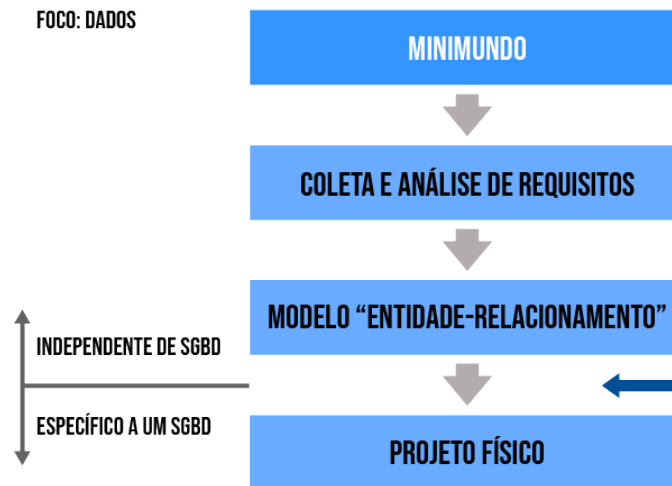 FOCO: DADOS
MINIMUNDO
COLETA E ANÁLISE DE REQUISITOS
MODELO “ENTIDADE-RELACIONAMENTO”
INDEPENDENTE DE SGBD
ESPECÍFICO A UM SGBD
PROJETO FÍSICO